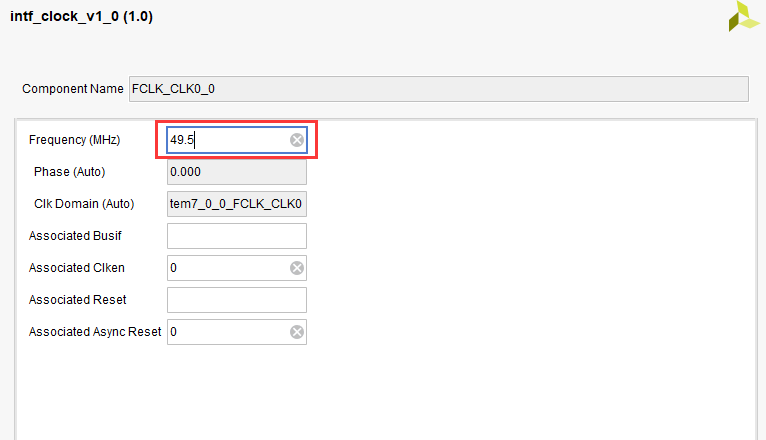 intf_clock_v1_0 (1.0)
Component Name FCLK_CLK0_0
Frequency (MHz) 49.5
Phase (Auto) 0.000
Clk Domain (Auto) tem7_0_0_FCLK_CLK0
Associated Busif
Associated Clken 0
Associated Reset
Associated Async Reset 0